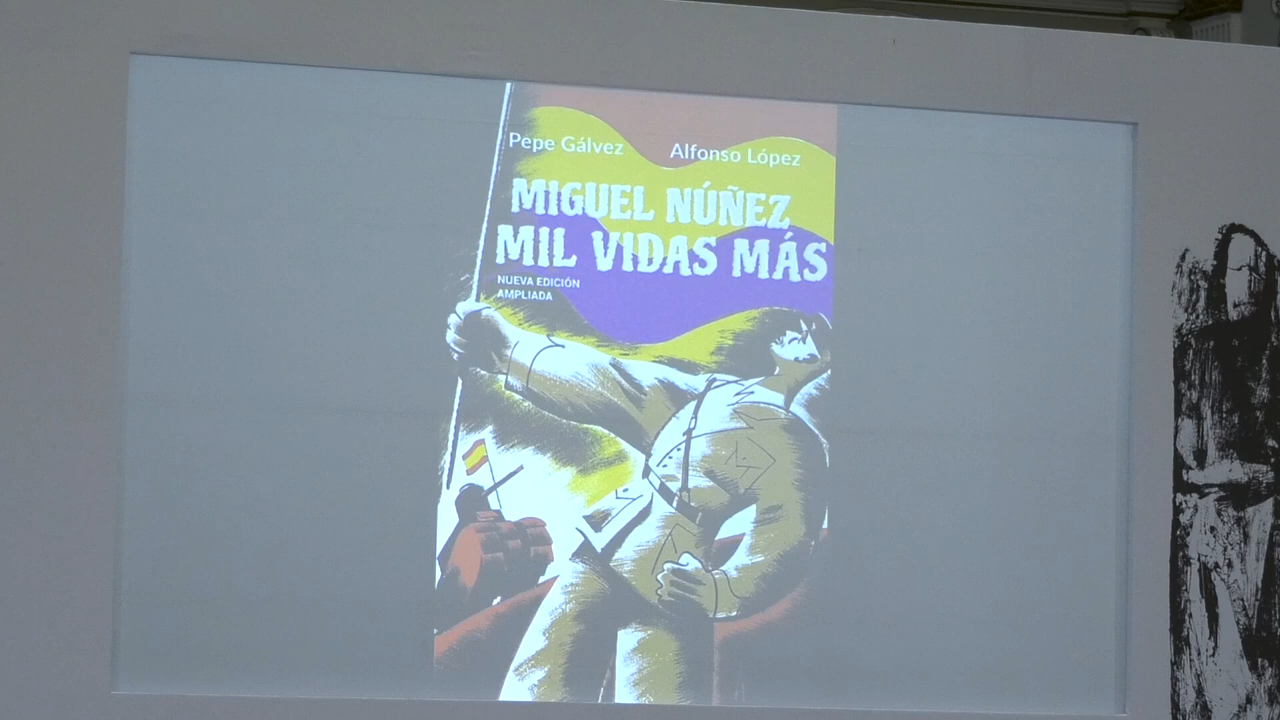 Pepe Gálvez Alfonso López
MIGUEL NÚÑEZ
MIL VIDAS MÁS
NUEVA EDICIÓN
AMPLIADA